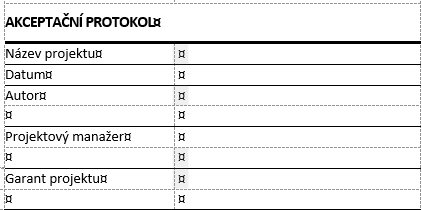 AKCEPTAČNÍ PROTOKOL¤
Název projektu¤ ¤
Datum¤ ¤
Autor¤ ¤
¤ ¤
Projektový manažer¤ ¤
¤ ¤
Garant projektu¤ ¤
¤ ¤